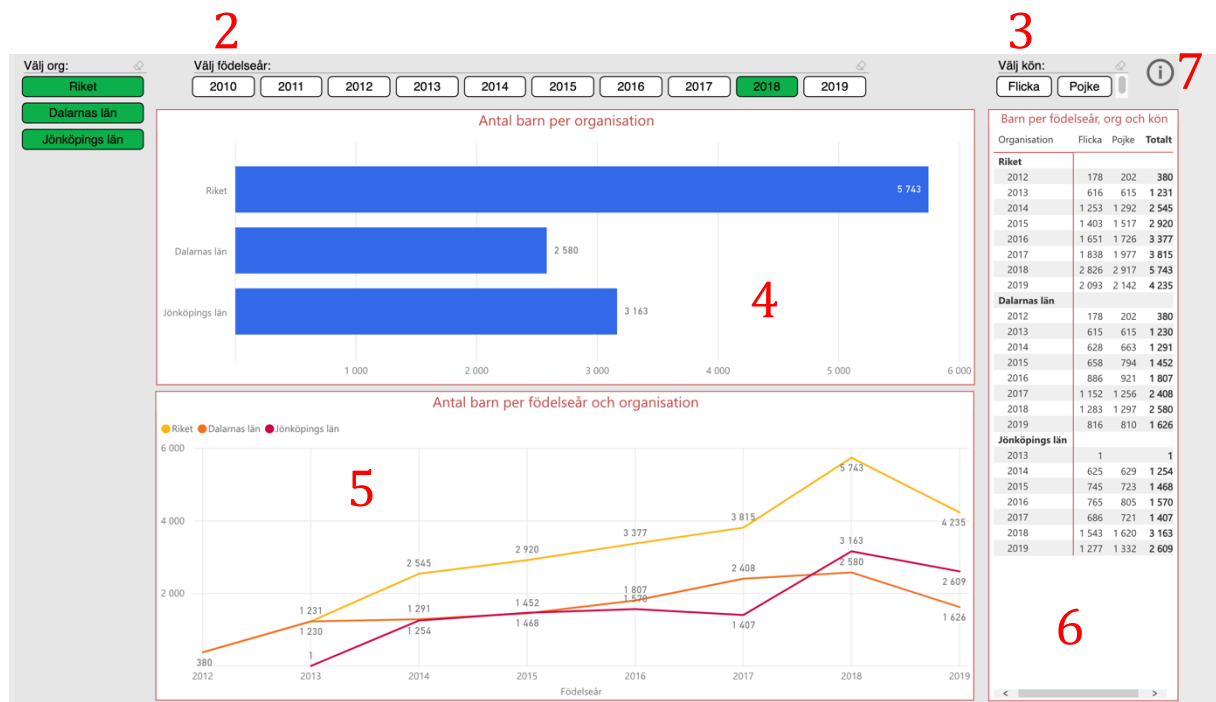 2
3
7
Välj org:
Riket
Dalarnas län
Jönköpings län
Välj födelseår:
2010 2011 2012 2013 2014 2015 2016 2017 2018 2019
Välj kön:
Flicka Pojke
i
Antal barn per organisation
Riket 5 743
Dalarnas län 2 580
Jönköpings län 3 163
4
1 000 2 000 3 000 4 000 5 000 6 000
Antal barn per födelseår och organisation
Riket Dalarnas län Jönköpings län
6 000
5
5 743
4 000
3 815
4 235
3 377
2 920
2 545
3 163
2 580
2 408
2 609
2 000
1 807
1 570
1 452
1 468
1 291
1 254
1 231
1 230
1 407
1 626
1
380
2012 2013 2014 2015 2016 2017 2018 2019
Födelseår
Barn per födelseår, org och kön
Organisation Flicka Pojke Totalt
Riket
2012 178 202 380
2013 616 615 1 231
2014 1 253 1 292 2 545
2015 1 403 1 517 2 920
2016 1 651 1 726 3 377
2017 1 838 1 977 3 815
2018 2 826 2 917 5 743
2019 2 093 2 142 4 235
Dalarnas län
2012 178 202 380
2013 615 615 1 230
2014 628 663 1 291
2015 658 794 1 452
2016 886 921 1 807
2017 1 152 1 256 2 408
2018 1 283 1 297 2 580
2019 816 810 1 626
Jönköpings län
2013 1 1
2014 625 629 1 254
2015 745 723 1 468
2016 765 805 1 570
2017 686 721 1 407
2018 1 543 1 620 3 163
2019 1 277 1 332 2 609
6